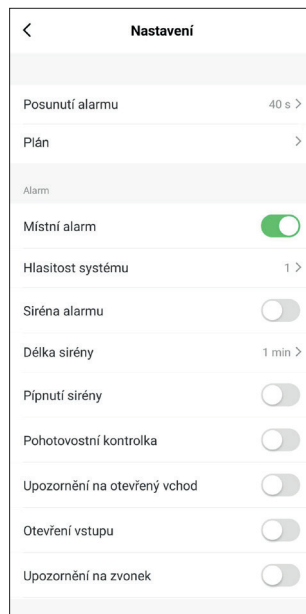 Nastavení
Posunutí alarmu 40 s
Plán
Alarm
Místní alarm
Hlasitost systému 1
Siréna alarmu
Délka sirény 1 min
Pípnutí sirény
Pohotovostní kontrolka
Upozornění na otevřený vchod
Otevření vstupu
Upozornění na zvonek